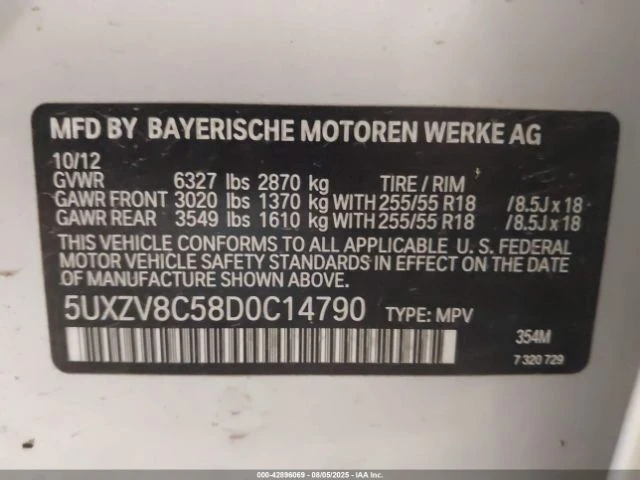 MFD BY BAYERISCHE MOTOREN WERKE AG
10/12
GVWR 6327 lbs 2870 kg TIRE / RIM
GAWR FRONT 3020 lbs 1370 kg WITH 255/55 R18 /8.5J x 18
GAWR REAR 3549 lbs 1610 kg WITH 255/55 R18 /8.5J x 18
THIS VEHICLE CONFORMS TO ALL APPLICABLE U. S. FEDERAL
MOTOR VEHICLE SAFETY STANDARDS IN EFFECT ON THE DATE
OF MANUFACTURE SHOWN ABOVE.
5UXZV8C58D0C14790 TYPE: MPV
354M
7 320 729
000-42896069 - 08/05/2025 - IAA Inc.